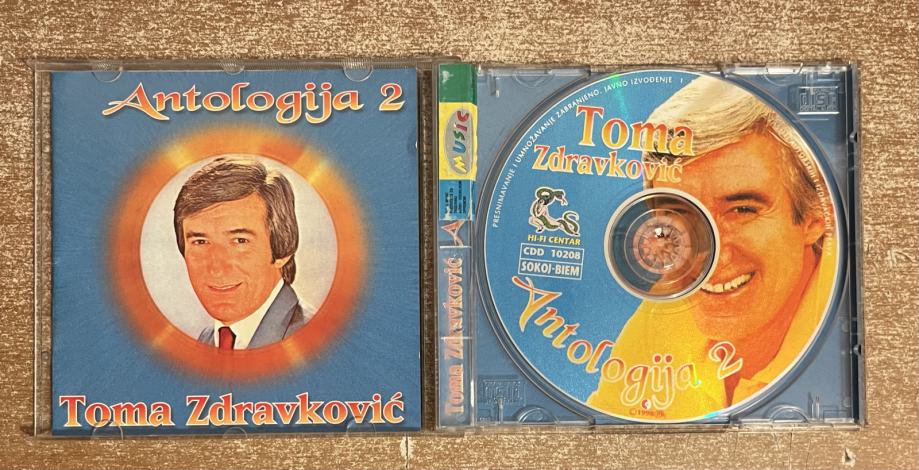 Antologija 2
Toma Zdravković
MUSIC
Toma Zdravković
PRESNIMAVANJE I UMNOŽAVANJE ZABRANJENO. JAVNO IZVOĐENJE I
Toma
Zdravković
HI-FI CENTAR
CDD 10208
SOKOJ-BIEM
Antologija 2